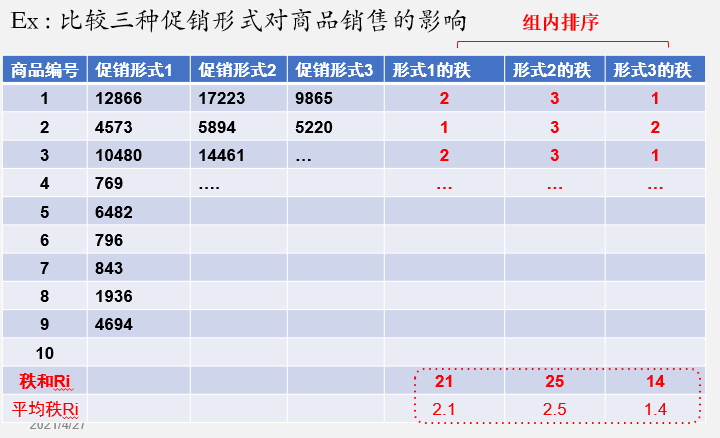 Ex : 比较三种促销形式对商品销售的影响
组内排序
商品编号 促销形式1 促销形式2 促销形式3 形式1的秩 形式2的秩 形式3的秩
1 12866 17223 9865 2 3 1
2 4573 5894 5220 1 3 2
3 10480 14461 … 2 3 1
4 769 …. … … …
5 6482
6 796
7 843
8 1936
9 4694
10
秩和Ri 21 25 14
平均秩Ri 2.1 2.5 1.4
2021/4/27